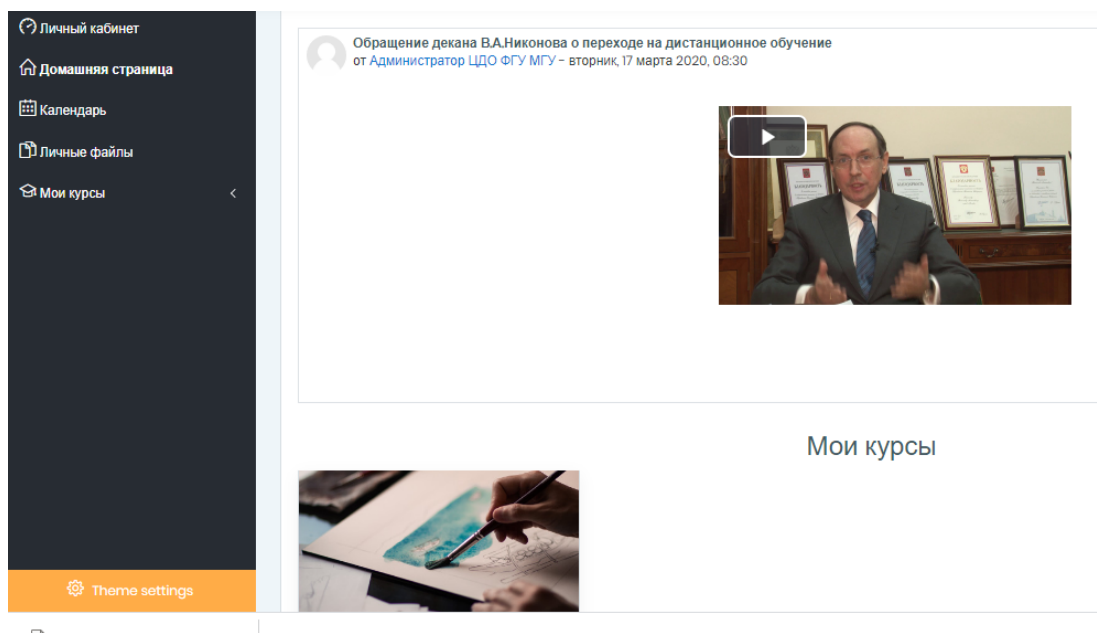 Личный кабинет
Домашняя страница
Календарь
Личные файлы
Мои курсы
Theme settings
Обращение декана В.А.Никонова о переходе на дистанционное обучение
от Администратор ЦДО ФГУ МГУ - вторник, 17 марта 2020, 08:30
Мои курсы